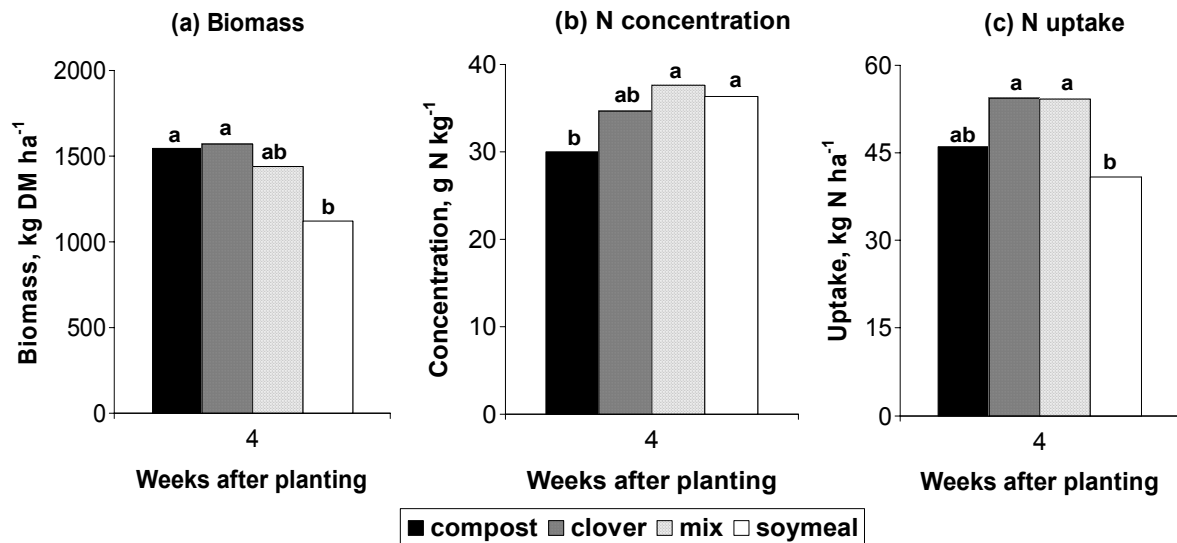 (a) Biomass
Biomass, kg DM ha-1
2000
1500
1000
500
0
a
a
ab
b
4
Weeks after planting
(b) N concentration
Concentration, g N kg-1
40
30
20
10
0
b
ab
a
a
4
Weeks after planting
(c) N uptake
Uptake, kg N ha-1
60
45
30
15
0
ab
a
a
b
4
Weeks after planting
compost clover mix soymeal